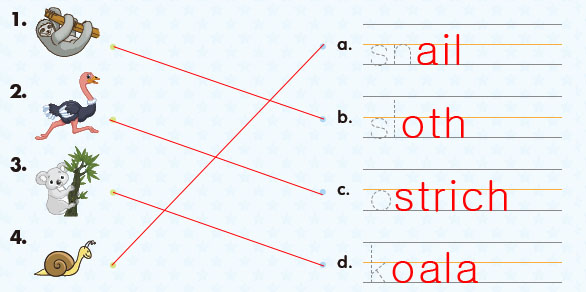 1.
a. snail
2.
b. sloth
3.
c. ostrich
4.
d. koala